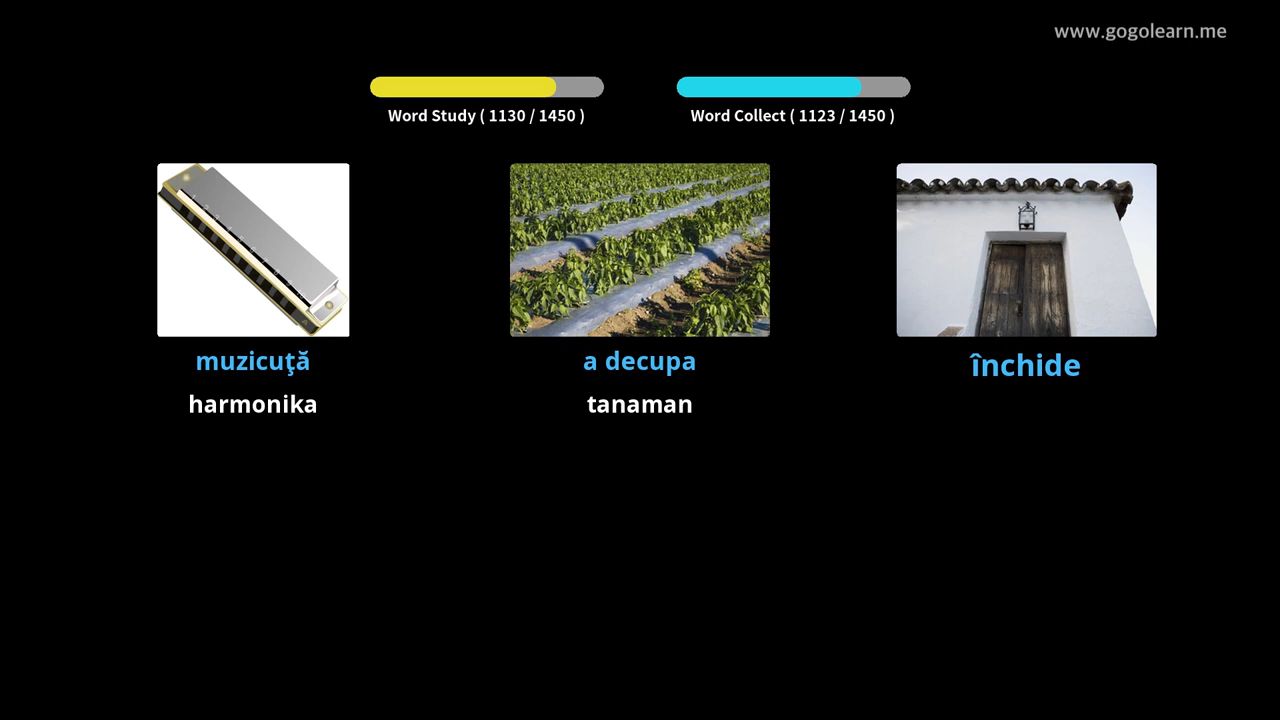 www.gogolearn.me
Word Study ( 1130 / 1450 )
Word Collect ( 1123 / 1450 )
muzicuţă
a decupa
închide
harmonika
tanaman